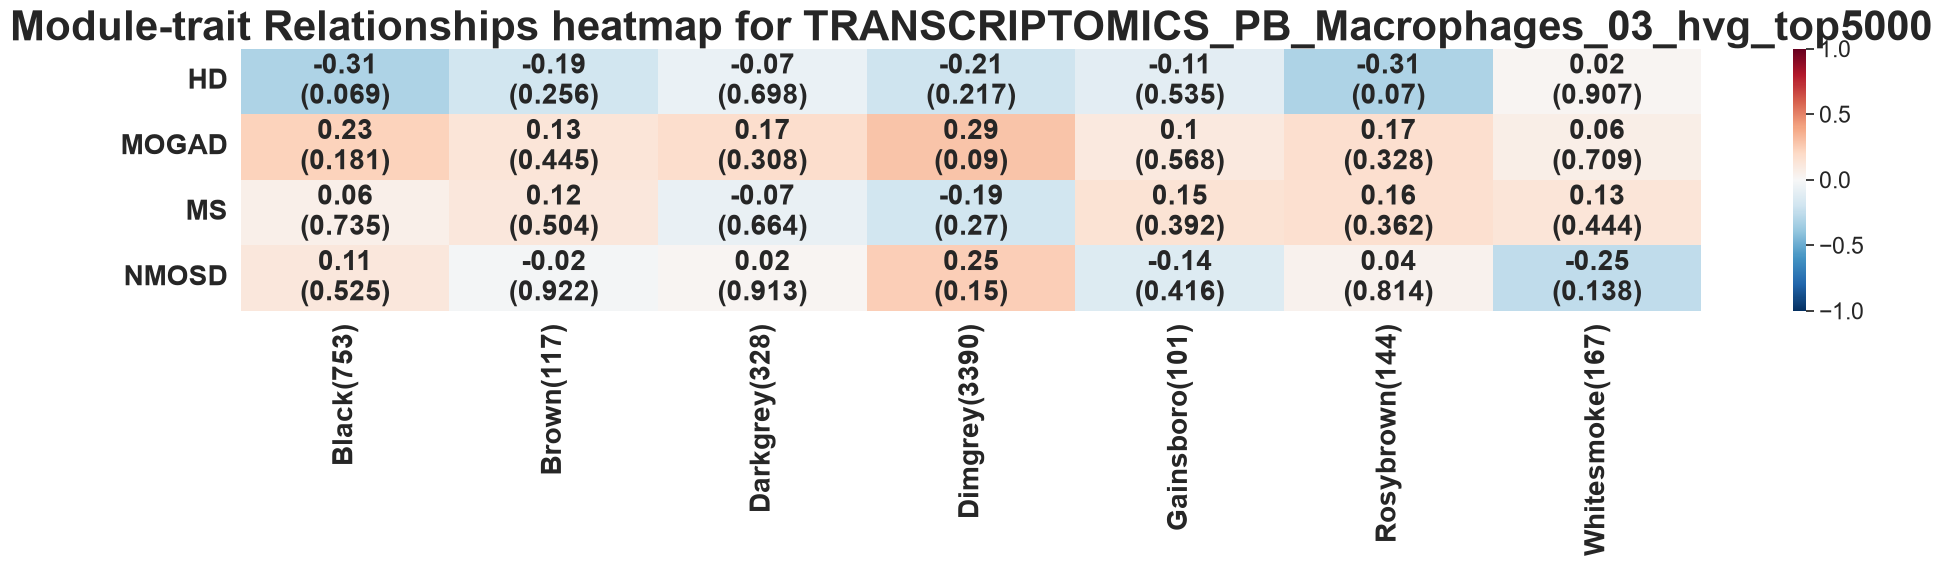 Module-trait Relationships heatmap for TRANSCRIPTOMICS_PB_Macrophages_03_hvg_top5000
HD
-0.31 -0.19 -0.07 -0.21 -0.11 -0.31 0.02
(0.069) (0.256) (0.698) (0.217) (0.535) (0.07) (0.907)
MOGAD
0.23 0.13 0.17 0.29 0.1 0.17 0.06
(0.181) (0.445) (0.308) (0.09) (0.568) (0.328) (0.709)
MS
0.06 0.12 -0.07 -0.19 0.15 0.16 0.13
(0.735) (0.504) (0.664) (0.27) (0.392) (0.362) (0.444)
NMOSD
0.11 -0.02 0.02 0.25 -0.14 0.04 -0.25
(0.525) (0.922) (0.913) (0.15) (0.416) (0.814) (0.138)
Black(753)
Brown(117)
Darkgrey(328)
Dimgrey(3390)
Gainsboro(101)
Rosybrown(144)
Whitesmoke(167)
1.0
0.5
0.0
−0.5
−1.0